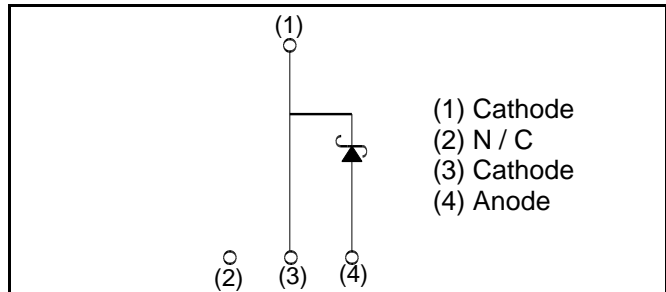 (1)
(1) Cathode
(2) N / C
(3) Cathode
(4) Anode
(2) (3) (4)